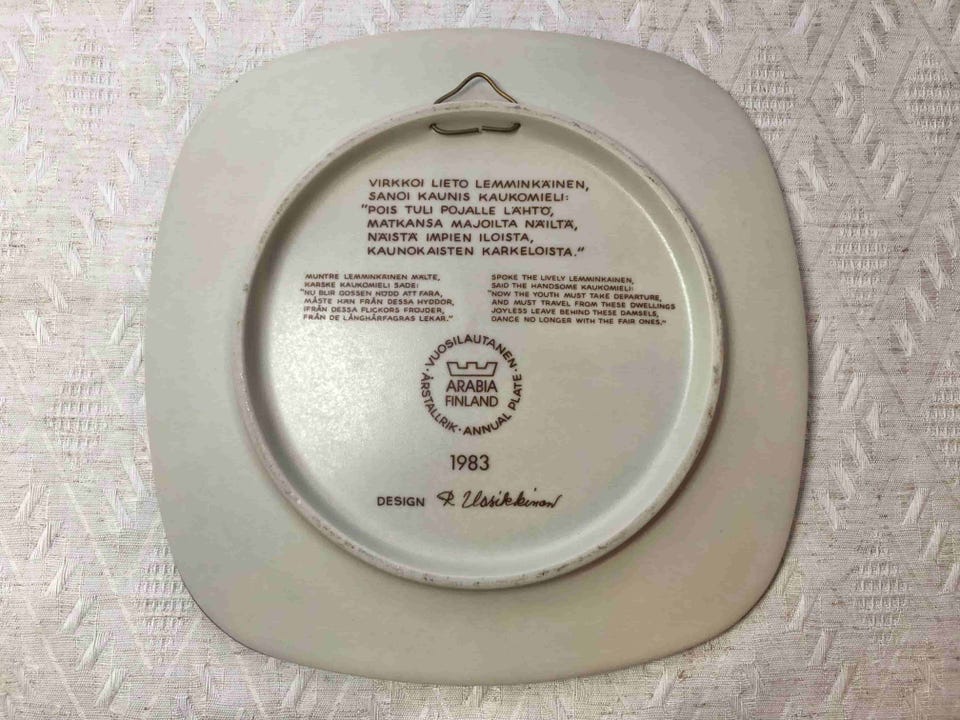 VIRKKOI LIETO LEMMINKÄINEN,
SANOI KAUNIS KAUKOMIELI:
"POIS TULI POJALLE LÄHTÖ,
MATKANSA MAJOILTA NÄILTÄ,
NÄISTÄ IMPIEN ILOISTA,
KAUNOKAISTEN KARKELOISTA."
MUNTRE LEMMINKÄINEN MÄLTE,
KARSKE KAUKOMIELI SADE:
"NU BLIR GOSSEN NÖDD ATT FARA,
MÅSTE HAN FRÅN DESSA HYDDOR,
IFRÅN DESSA FLICKORS FRÖJDER,
FRÅN DE LÅNGHÅRFAGRAS LEKAR."
SPOKE THE LIVELY LEMMINKAINEN,
SAID THE HANDSOME KAUKOMIELI:
"NOW THE YOUTH MUST TAKE DEPARTURE,
AND MUST TRAVEL FROM THESE DWELLINGS
JOYLESS LEAVE BEHIND THESE DAMSELS,
DANCE NO LONGER WITH THE FAIR ONES."
VUOSILAUTANEN · ANNUAL PLATE · ÅRSTALLRIK ·
ARABIA
FINLAND
1983
DESIGN R. Uosikkinen